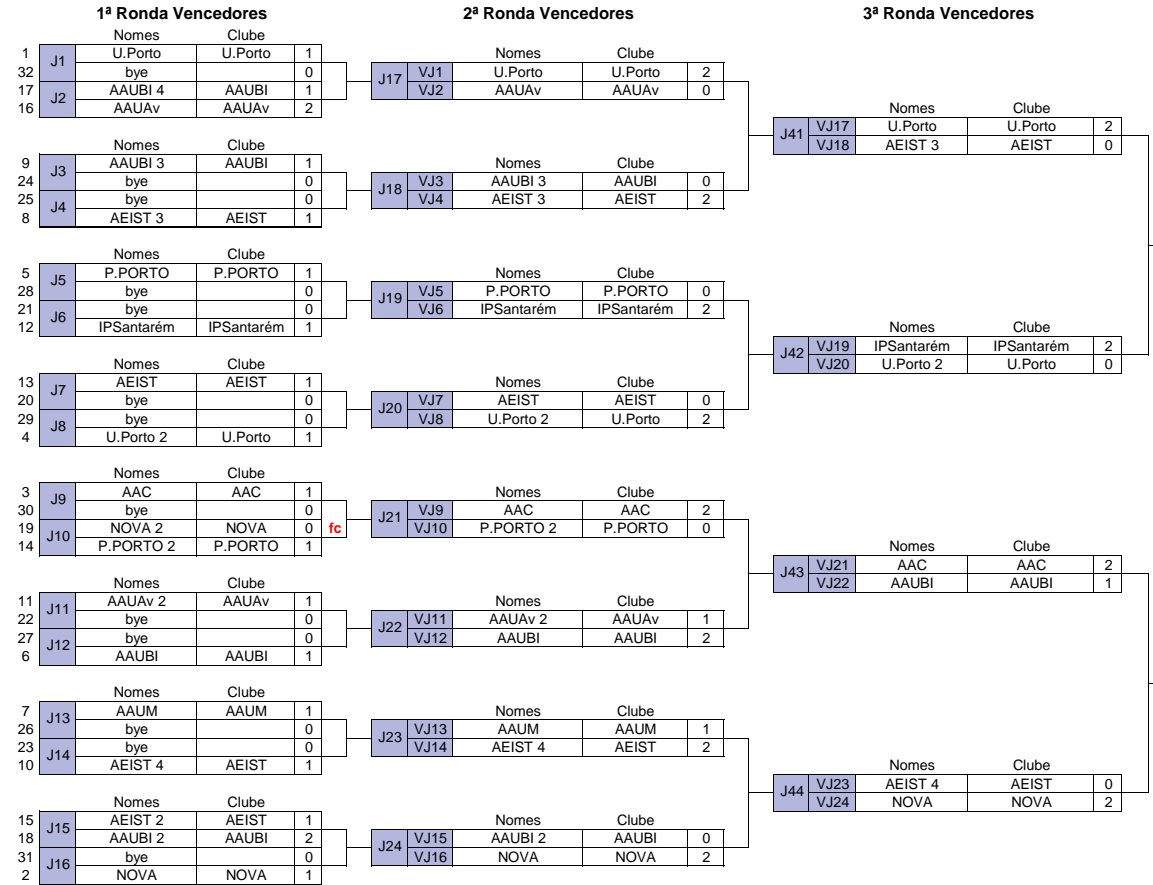 1ª Ronda Vencedores 2ª Ronda Vencedores 3ª Ronda Vencedores
Nomes Clube
1 J1 U.Porto U.Porto 1
32 bye 0
17 J2 AAUBI 4 AAUBI 1
16 AAUAv AAUAv 2
Nomes Clube
9 J3 AAUBI 3 AAUBI 1
24 bye 0
25 J4 bye 0
8 AEIST 3 AEIST 1
Nomes Clube
5 J5 P.PORTO P.PORTO 1
28 bye 0
21 J6 bye 0
12 IPSantarém IPSantarém 1
Nomes Clube
13 J7 AEIST AEIST 1
20 bye 0
29 J8 bye 0
4 U.Porto 2 U.Porto 1
Nomes Clube
3 J9 AAC AAC 1
30 bye 0
19 J10 NOVA 2 NOVA 0 fc
14 P.PORTO 2 P.PORTO 1
Nomes Clube
11 J11 AAUAv 2 AAUAv 1
22 bye 0
27 J12 bye 0
6 AAUBI AAUBI 1
Nomes Clube
7 J13 AAUM AAUM 1
26 bye 0
23 J14 bye 0
10 AEIST 4 AEIST 1
Nomes Clube
15 J15 AEIST 2 AEIST 1
18 AAUBI 2 AAUBI 2
31 J16 bye 0
2 NOVA NOVA 1
Nomes Clube
J17 VJ1 U.Porto U.Porto 2
VJ2 AAUAv AAUAv 0
Nomes Clube
J18 VJ3 AAUBI 3 AAUBI 0
VJ4 AEIST 3 AEIST 2
Nomes Clube
J19 VJ5 P.PORTO P.PORTO 0
VJ6 IPSantarém IPSantarém 2
Nomes Clube
J20 VJ7 AEIST AEIST 0
VJ8 U.Porto 2 U.Porto 2
Nomes Clube
J21 VJ9 AAC AAC 2
VJ10 P.PORTO 2 P.PORTO 0
Nomes Clube
J22 VJ11 AAUAv 2 AAUAv 1
VJ12 AAUBI AAUBI 2
Nomes Clube
J23 VJ13 AAUM AAUM 1
VJ14 AEIST 4 AEIST 2
Nomes Clube
J24 VJ15 AAUBI 2 AAUBI 0
VJ16 NOVA NOVA 2
Nomes Clube
J41 VJ17 U.Porto U.Porto 2
VJ18 AEIST 3 AEIST 0
Nomes Clube
J42 VJ19 IPSantarém IPSantarém 2
VJ20 U.Porto 2 U.Porto 0
Nomes Clube
J43 VJ21 AAC AAC 2
VJ22 AAUBI AAUBI 1
Nomes Clube
J44 VJ23 AEIST 4 AEIST 0
VJ24 NOVA NOVA 2